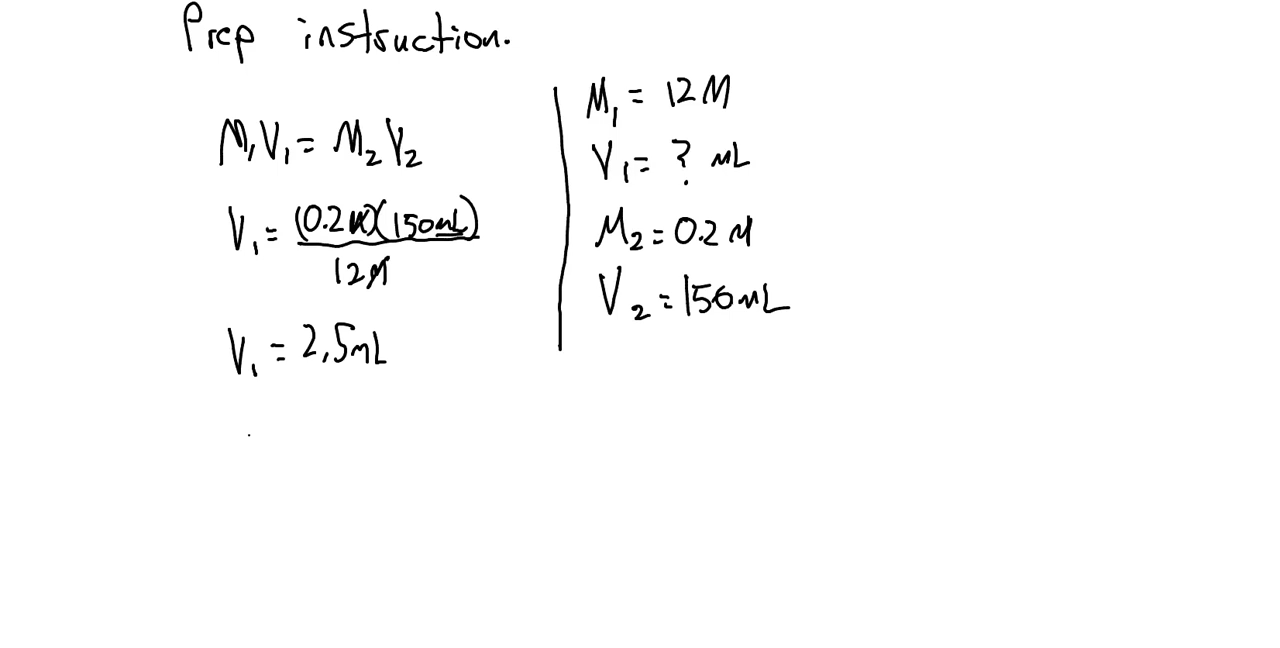 Prep instruction.
M₁V₁ = M₂V₂
V₁ = (0.2M)(150mL)
12M
V₁ = 2.5mL
M₁ = 12M
V₁ = ? mL
M₂ = 0.2M
V₂ = 150mL